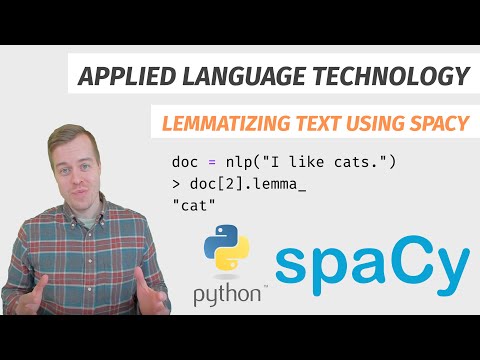 APPLIED LANGUAGE TECHNOLOGY
LEMMATIZING TEXT USING SPACY
doc = nlp("I like cats.")
> doc[2].lemma_
"cat"
python™
spaCy